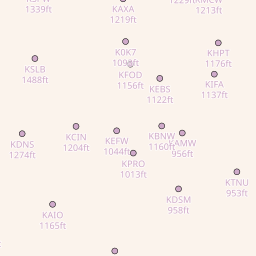 1339ft
KAXA
1219ft
1213ft
K0K7
KHPT
1176ft
KSLB
1488ft
KFOD
1156ft
KEBS
1122ft
KIFA
1137ft
KDNS
1274ft
KCIN
1204ft
KEFW
1044ft
KBNW
1160ft
KAMW
956ft
KPRO
1013ft
KTNU
953ft
KDSM
958ft
KAIO
1165ft